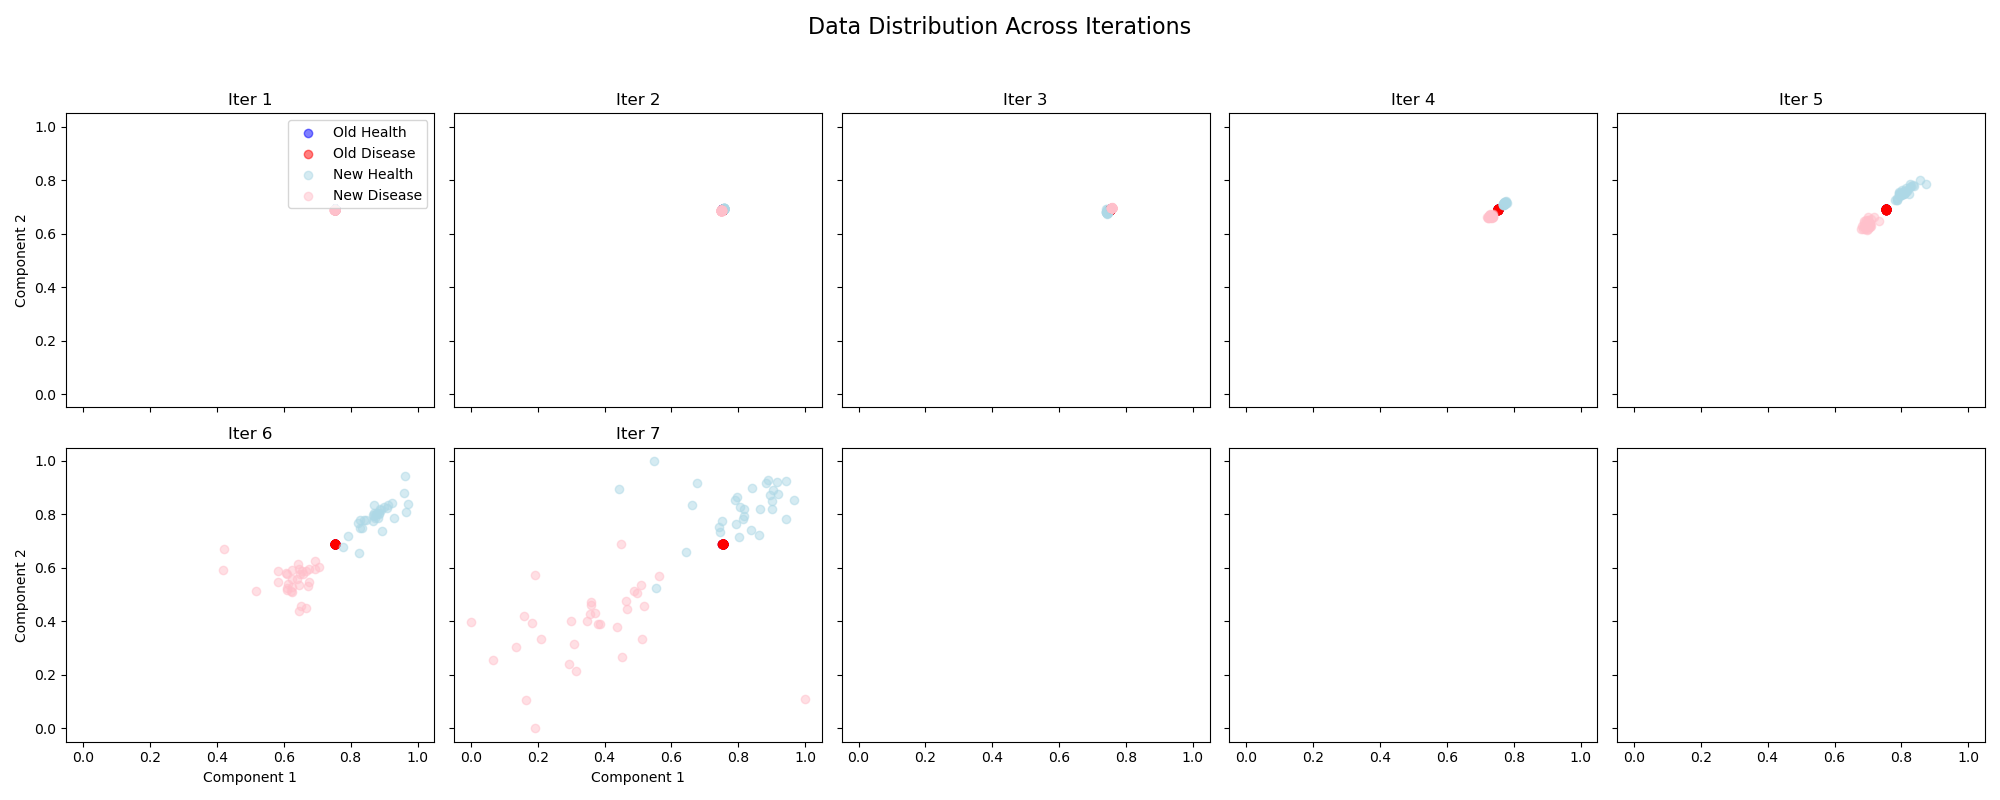 Data Distribution Across Iterations
Iter 1
Iter 2
Iter 3
Iter 4
Iter 5
Old Health
Old Disease
New Health
New Disease
Component 2
1.0
0.8
0.6
0.4
0.2
0.0
Iter 6
Iter 7
Component 2
1.0
0.8
0.6
0.4
0.2
0.0
0.0 0.2 0.4 0.6 0.8 1.0
0.0 0.2 0.4 0.6 0.8 1.0
0.0 0.2 0.4 0.6 0.8 1.0
0.0 0.2 0.4 0.6 0.8 1.0
0.0 0.2 0.4 0.6 0.8 1.0
Component 1
Component 1